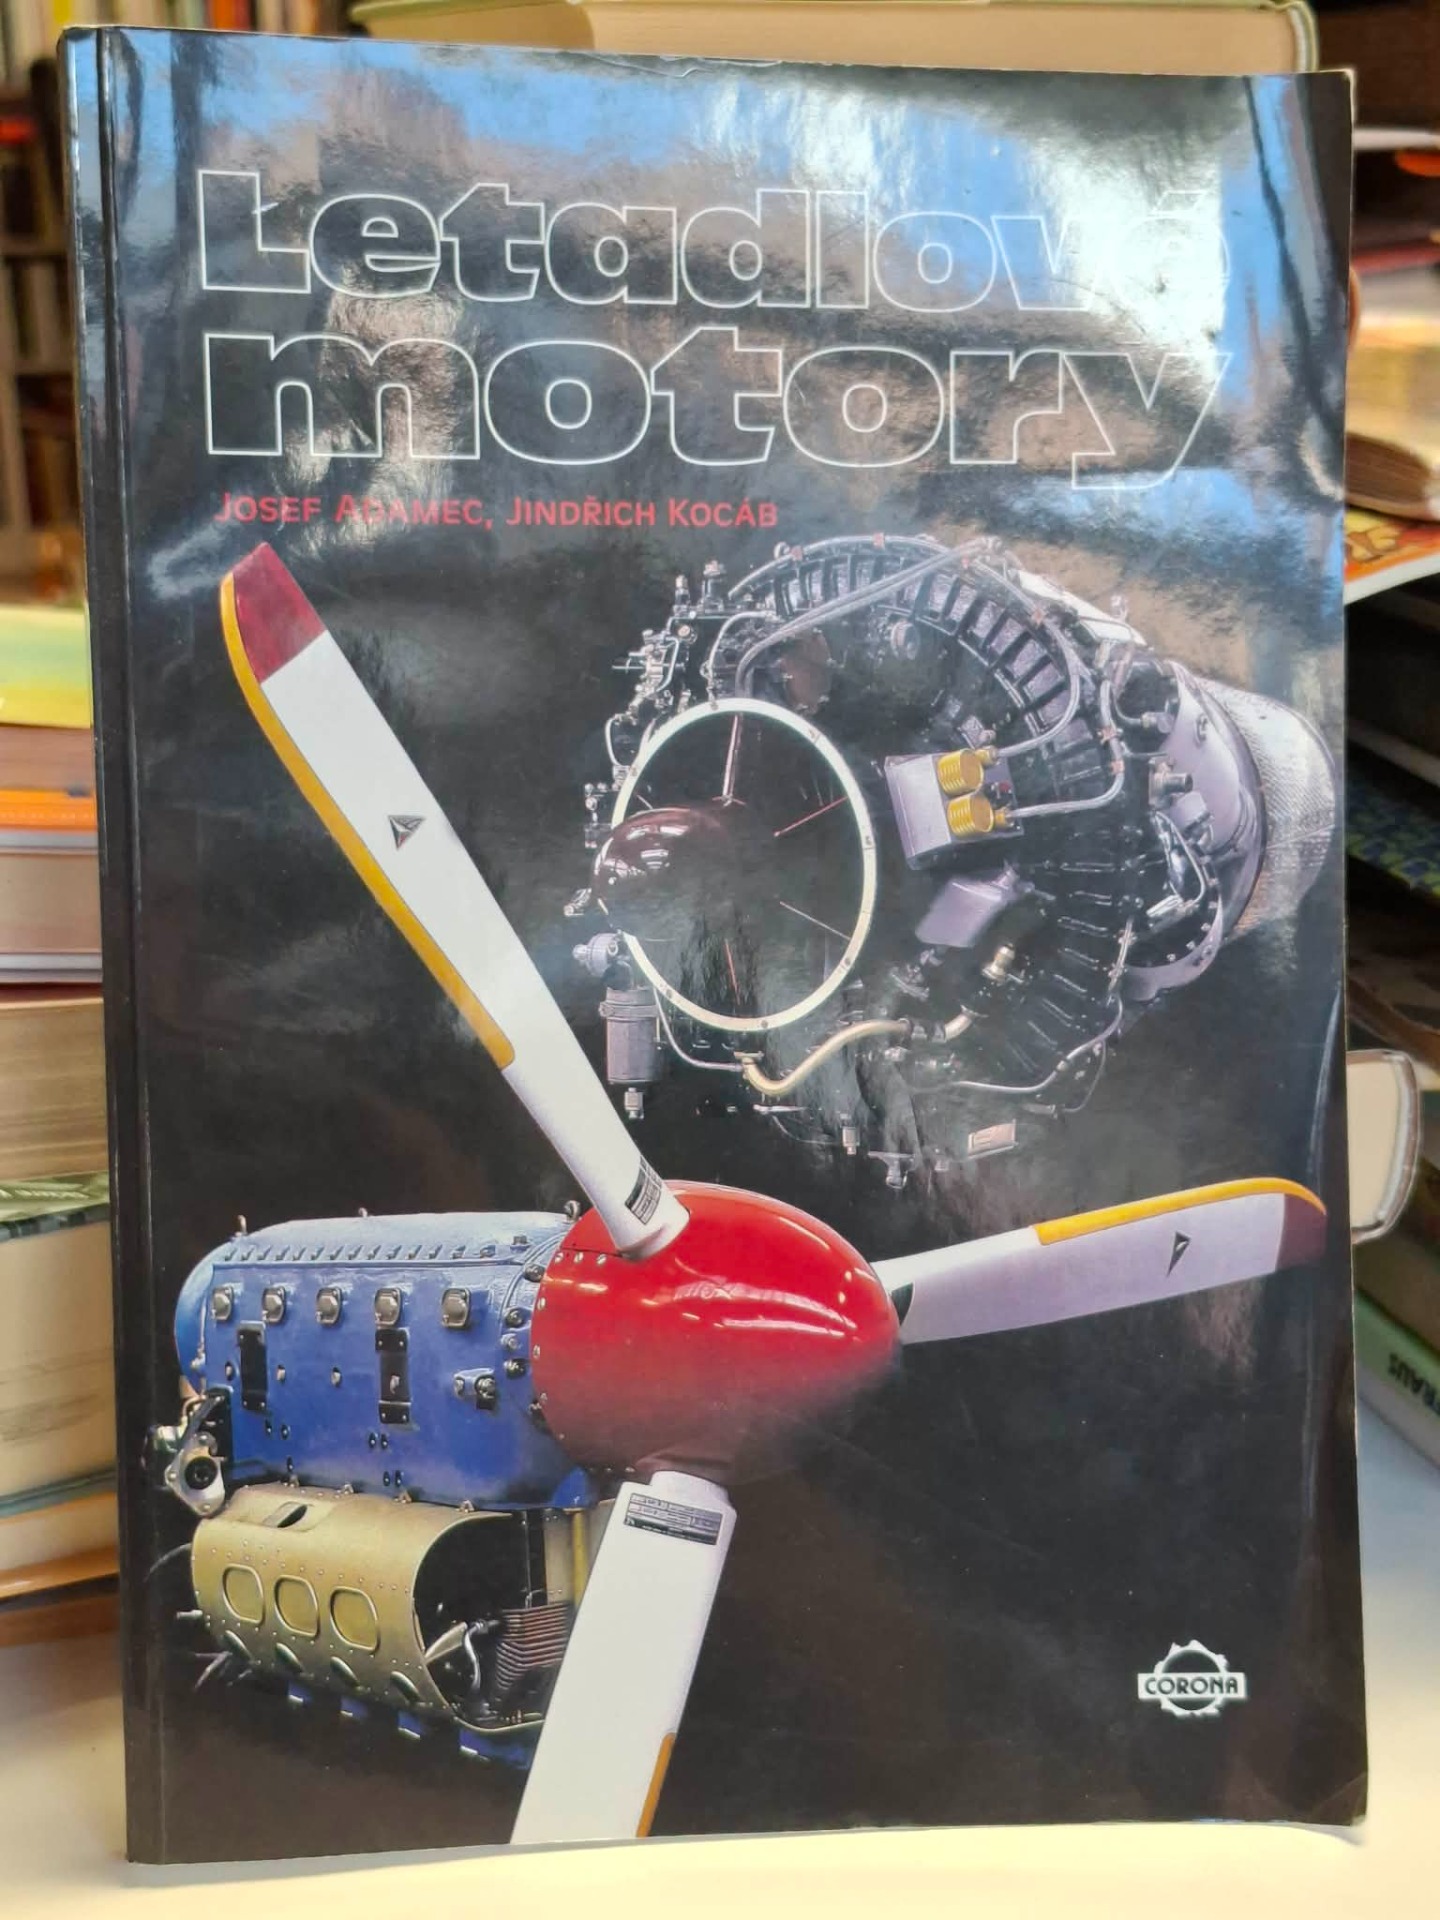 Letadlové
motory
JOSEF ADAMEC, JINDŘICH KOCÁB
CORONA